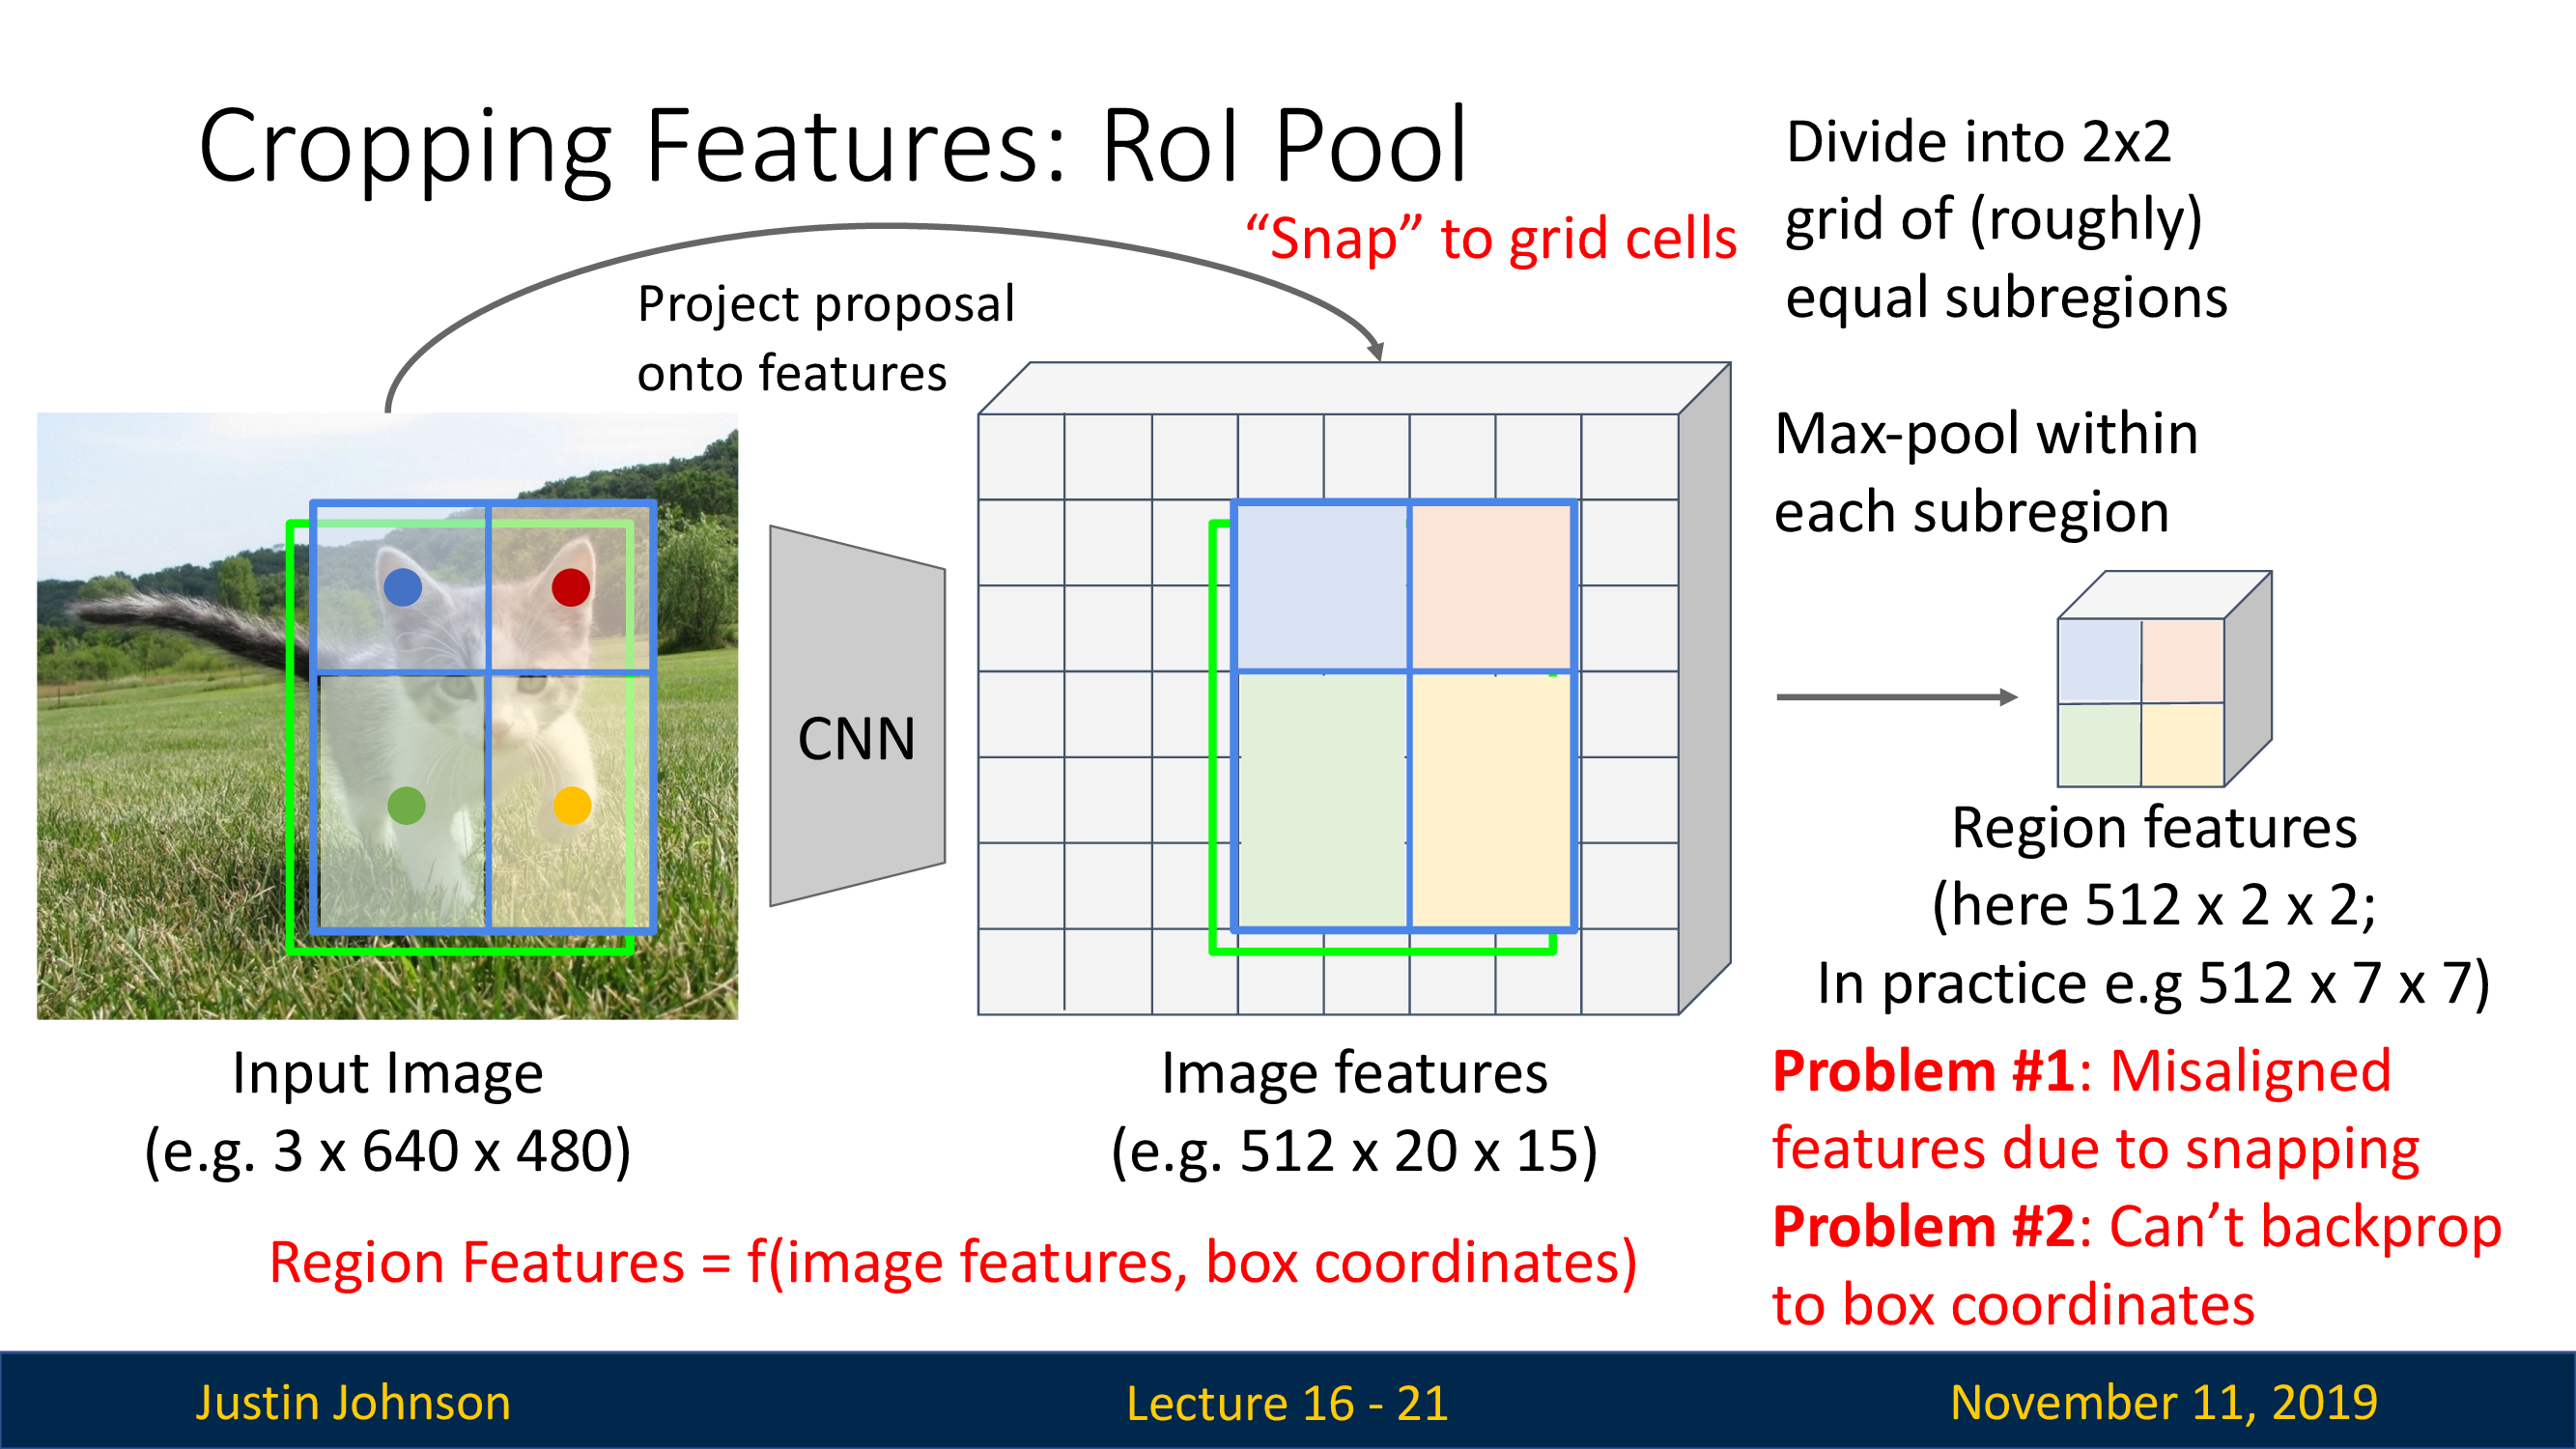 Cropping Features: RoI Pool
“Snap” to grid cells
Project proposal
onto features
Divide into 2x2
grid of (roughly)
equal subregions
Max-pool within
each subregion
CNN
Input Image
(e.g. 3 x 640 x 480)
Image features
(e.g. 512 x 20 x 15)
Region features
(here 512 x 2 x 2;
In practice e.g 512 x 7 x 7)
Region Features = f(image features, box coordinates)
Problem #1: Misaligned
features due to snapping
Problem #2: Can’t backprop
to box coordinates
Justin Johnson
Lecture 16 - 21
November 11, 2019